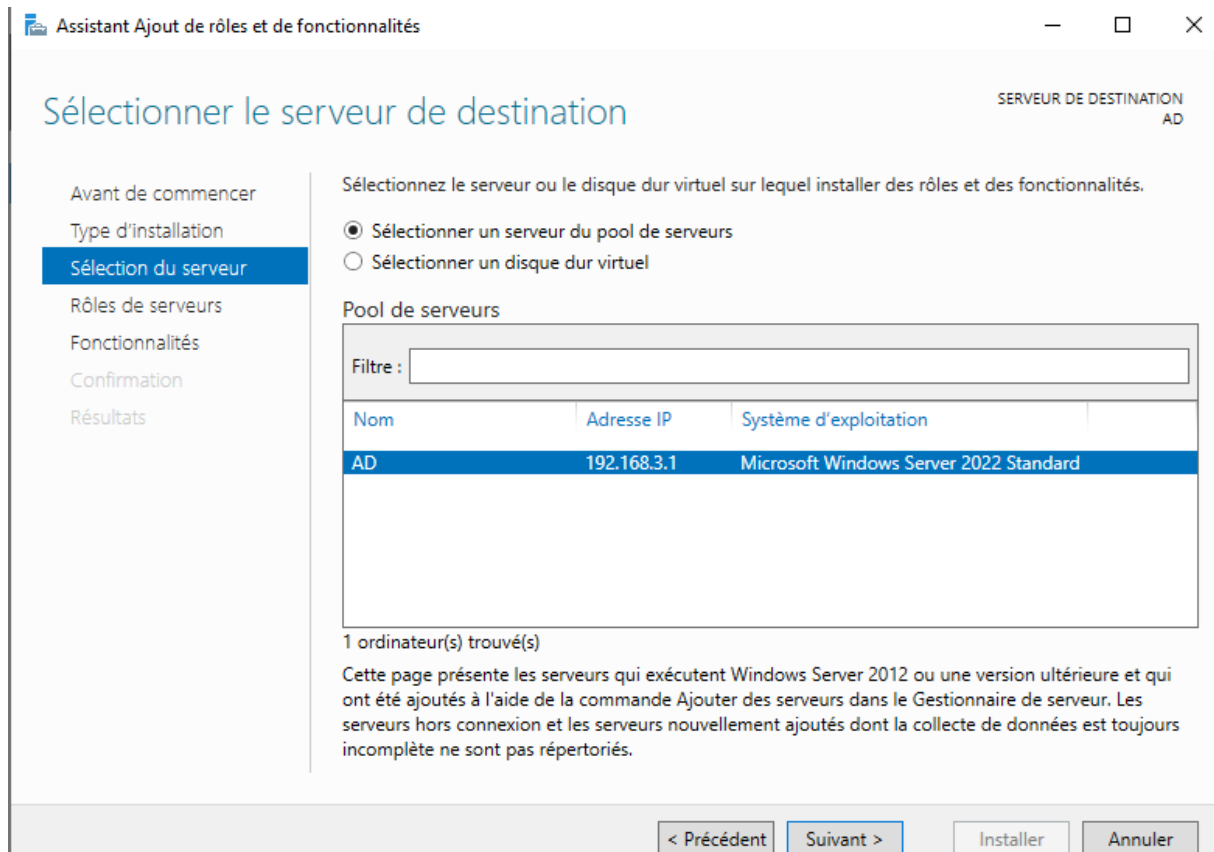 Assistant Ajout de rôles et de fonctionnalités
Sélectionner le serveur de destination
SERVEUR DE DESTINATION
AD
Avant de commencer
Type d'installation
Sélection du serveur
Rôles de serveurs
Fonctionnalités
Confirmation
Résultats
Sélectionnez le serveur ou le disque dur virtuel sur lequel installer des rôles et des fonctionnalités.
Sélectionner un serveur du pool de serveurs
Sélectionner un disque dur virtuel
Pool de serveurs
Filtre :
Nom Adresse IP Système d'exploitation
AD 192.168.3.1 Microsoft Windows Server 2022 Standard
1 ordinateur(s) trouvé(s)
Cette page présente les serveurs qui exécutent Windows Server 2012 ou une version ultérieure et qui
ont été ajoutés à l'aide de la commande Ajouter des serveurs dans le Gestionnaire de serveur. Les
serveurs hors connexion et les serveurs nouvellement ajoutés dont la collecte de données est toujours
incomplète ne sont pas répertoriés.
< Précédent Suivant > Installer Annuler